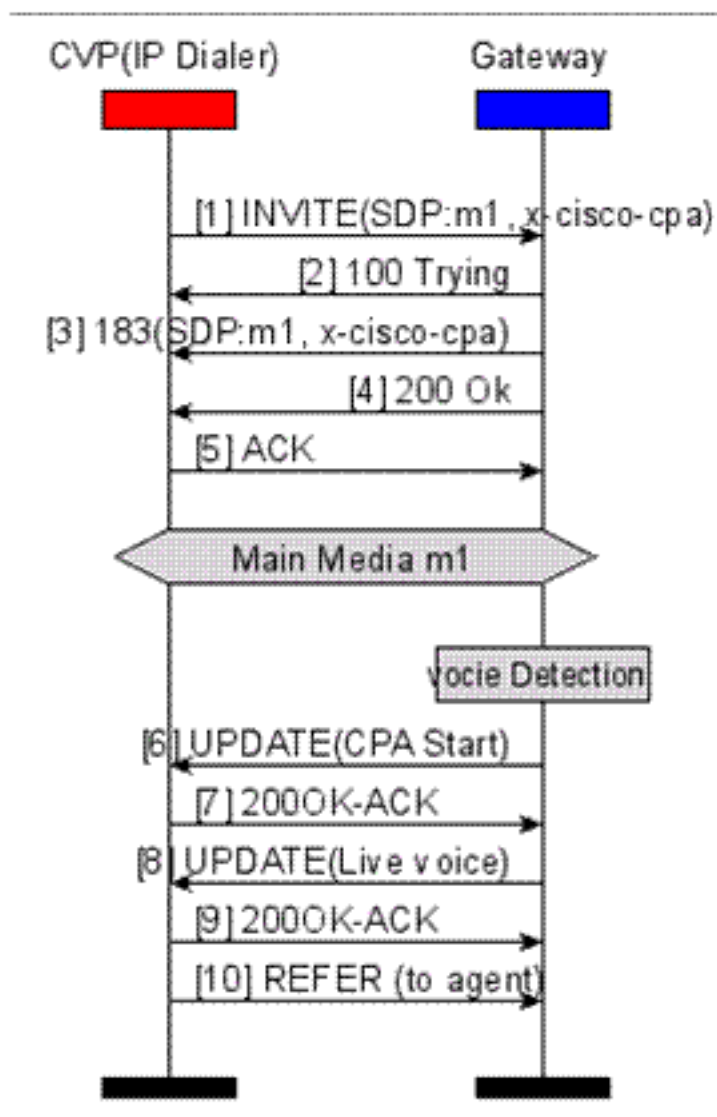 CVP(IP Dialer)
Gateway
[1] INVITE(SDP:m1, x-cisco-cpa)
[2] 100 Trying
[3] 183(SDP:m1, x-cisco-cpa)
[4] 200 Ok
[5] ACK
Main Media m1
vocie Detection
[6] UPDATE(CPA Start)
[7] 200OK-ACK
[8] UPDATE(Live voice)
[9] 200OK-ACK
[10] REFER (to agent)